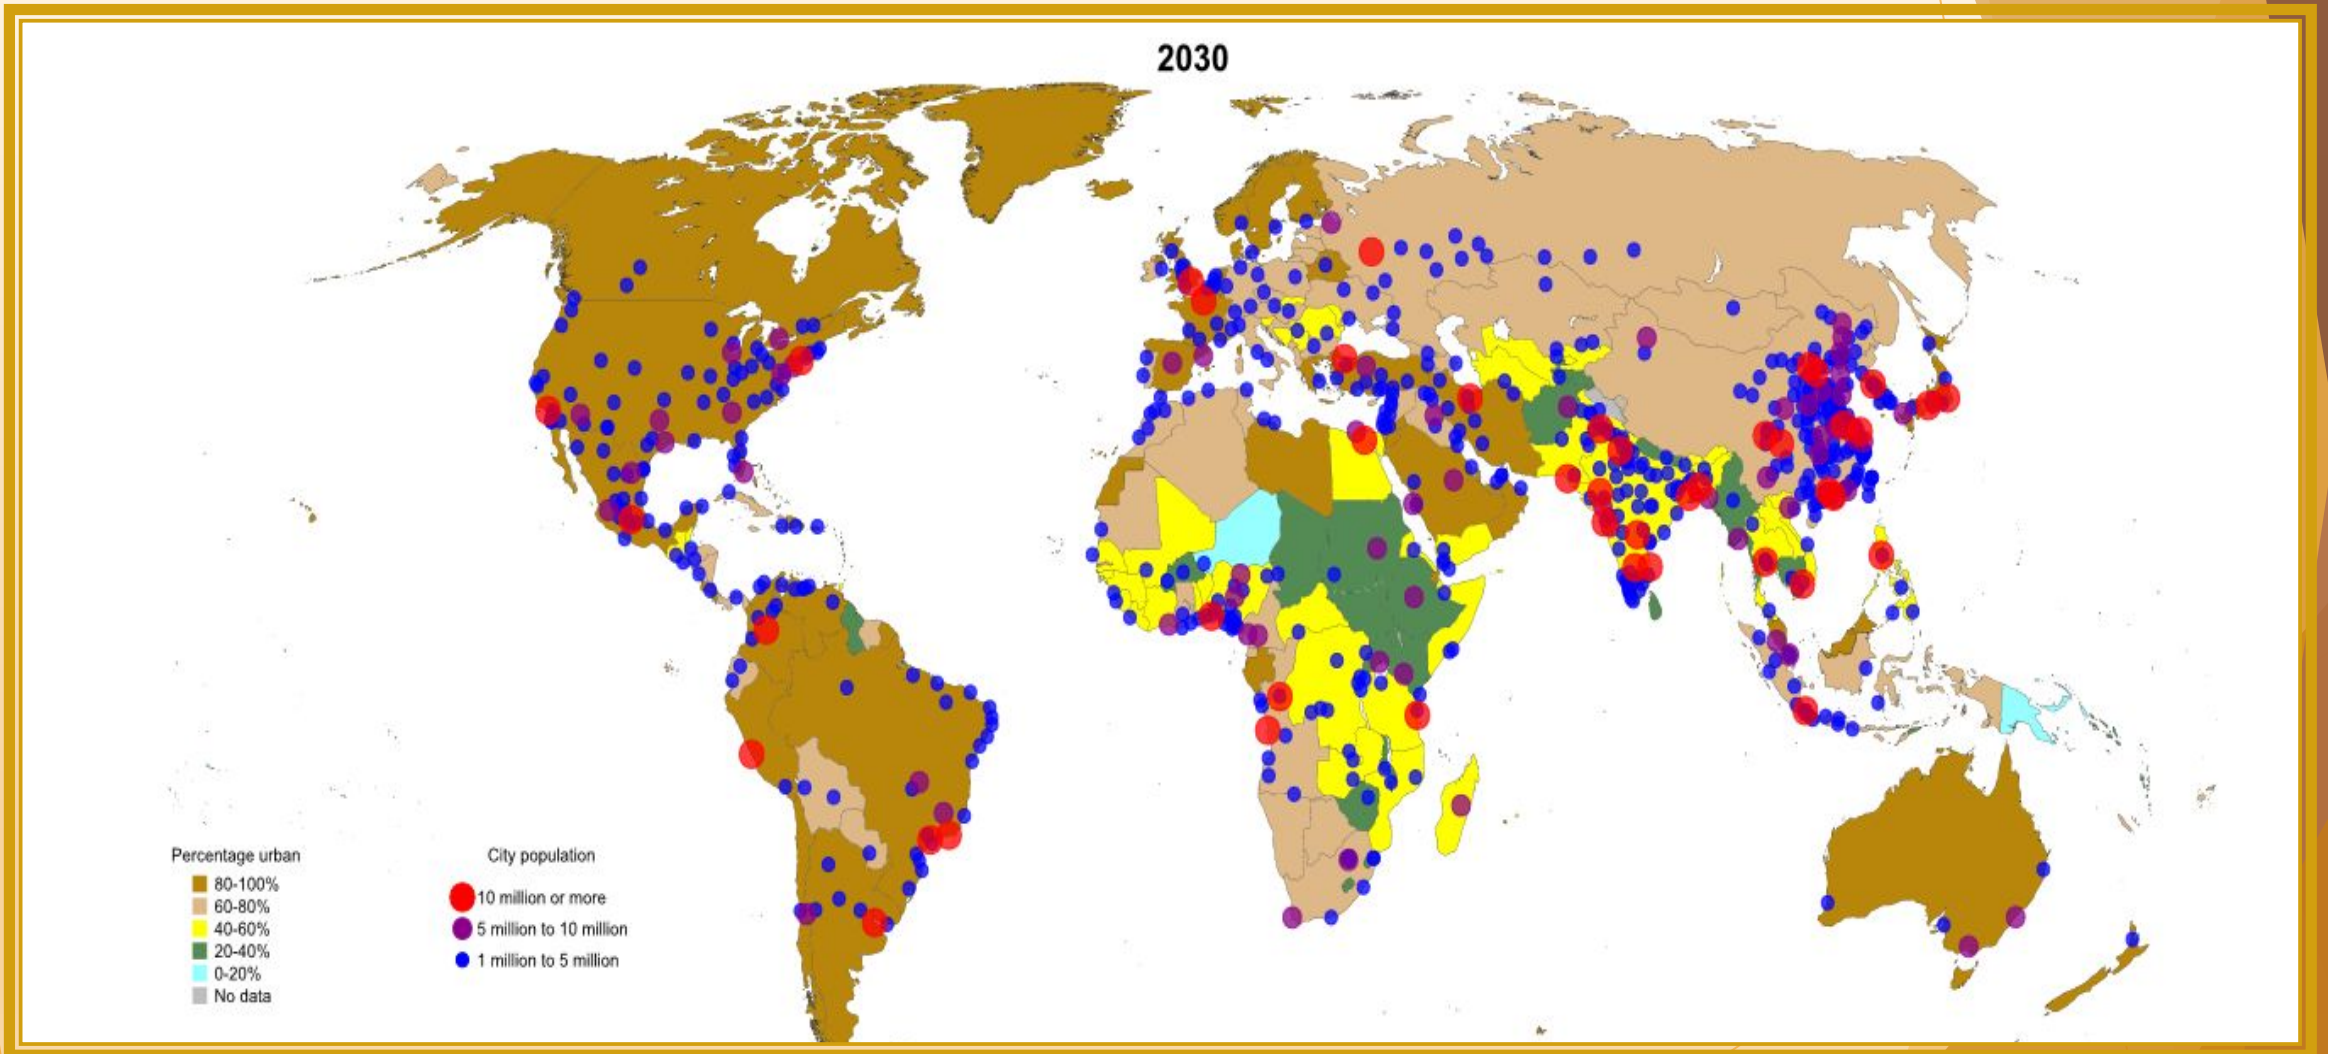 2030
Percentage urban
80-100%
60-80%
40-60%
20-40%
0-20%
No data
City population
10 million or more
5 million to 10 million
1 million to 5 million